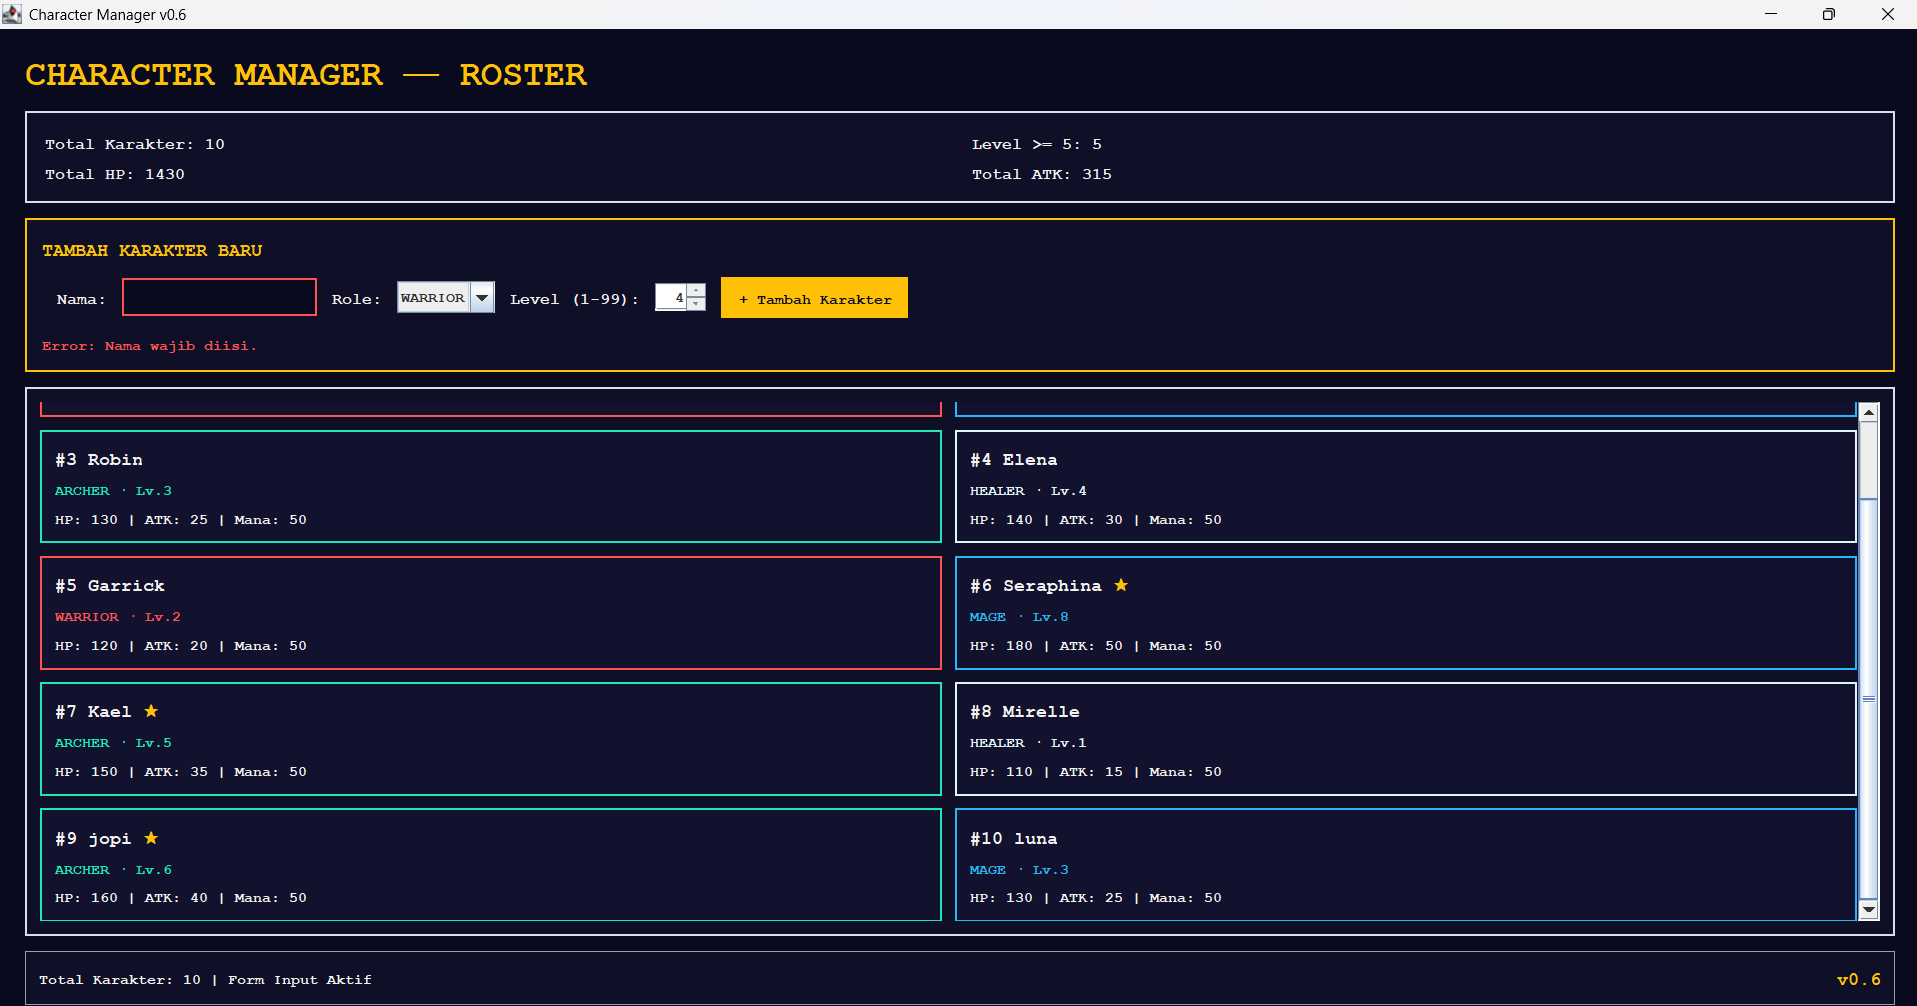 Character Manager v0.6
CHARACTER MANAGER — ROSTER
Total Karakter: 10
Level >= 5: 5
Total HP: 1430
Total ATK: 315
TAMBAH KARAKTER BARU
Nama: Role: WARRIOR Level (1-99): 4 + Tambah Karakter
Error: Nama wajib diisi.
#3 Robin
ARCHER · Lv.3
HP: 130 | ATK: 25 | Mana: 50
#4 Elena
HEALER · Lv.4
HP: 140 | ATK: 30 | Mana: 50
#5 Garrick
WARRIOR · Lv.2
HP: 120 | ATK: 20 | Mana: 50
#6 Seraphina ★
MAGE · Lv.8
HP: 180 | ATK: 50 | Mana: 50
#7 Kael ★
ARCHER · Lv.5
HP: 150 | ATK: 35 | Mana: 50
#8 Mirelle
HEALER · Lv.1
HP: 110 | ATK: 15 | Mana: 50
#9 jopi ★
ARCHER · Lv.6
HP: 160 | ATK: 40 | Mana: 50
#10 luna
MAGE · Lv.3
HP: 130 | ATK: 25 | Mana: 50
Total Karakter: 10 | Form Input Aktif
v0.6